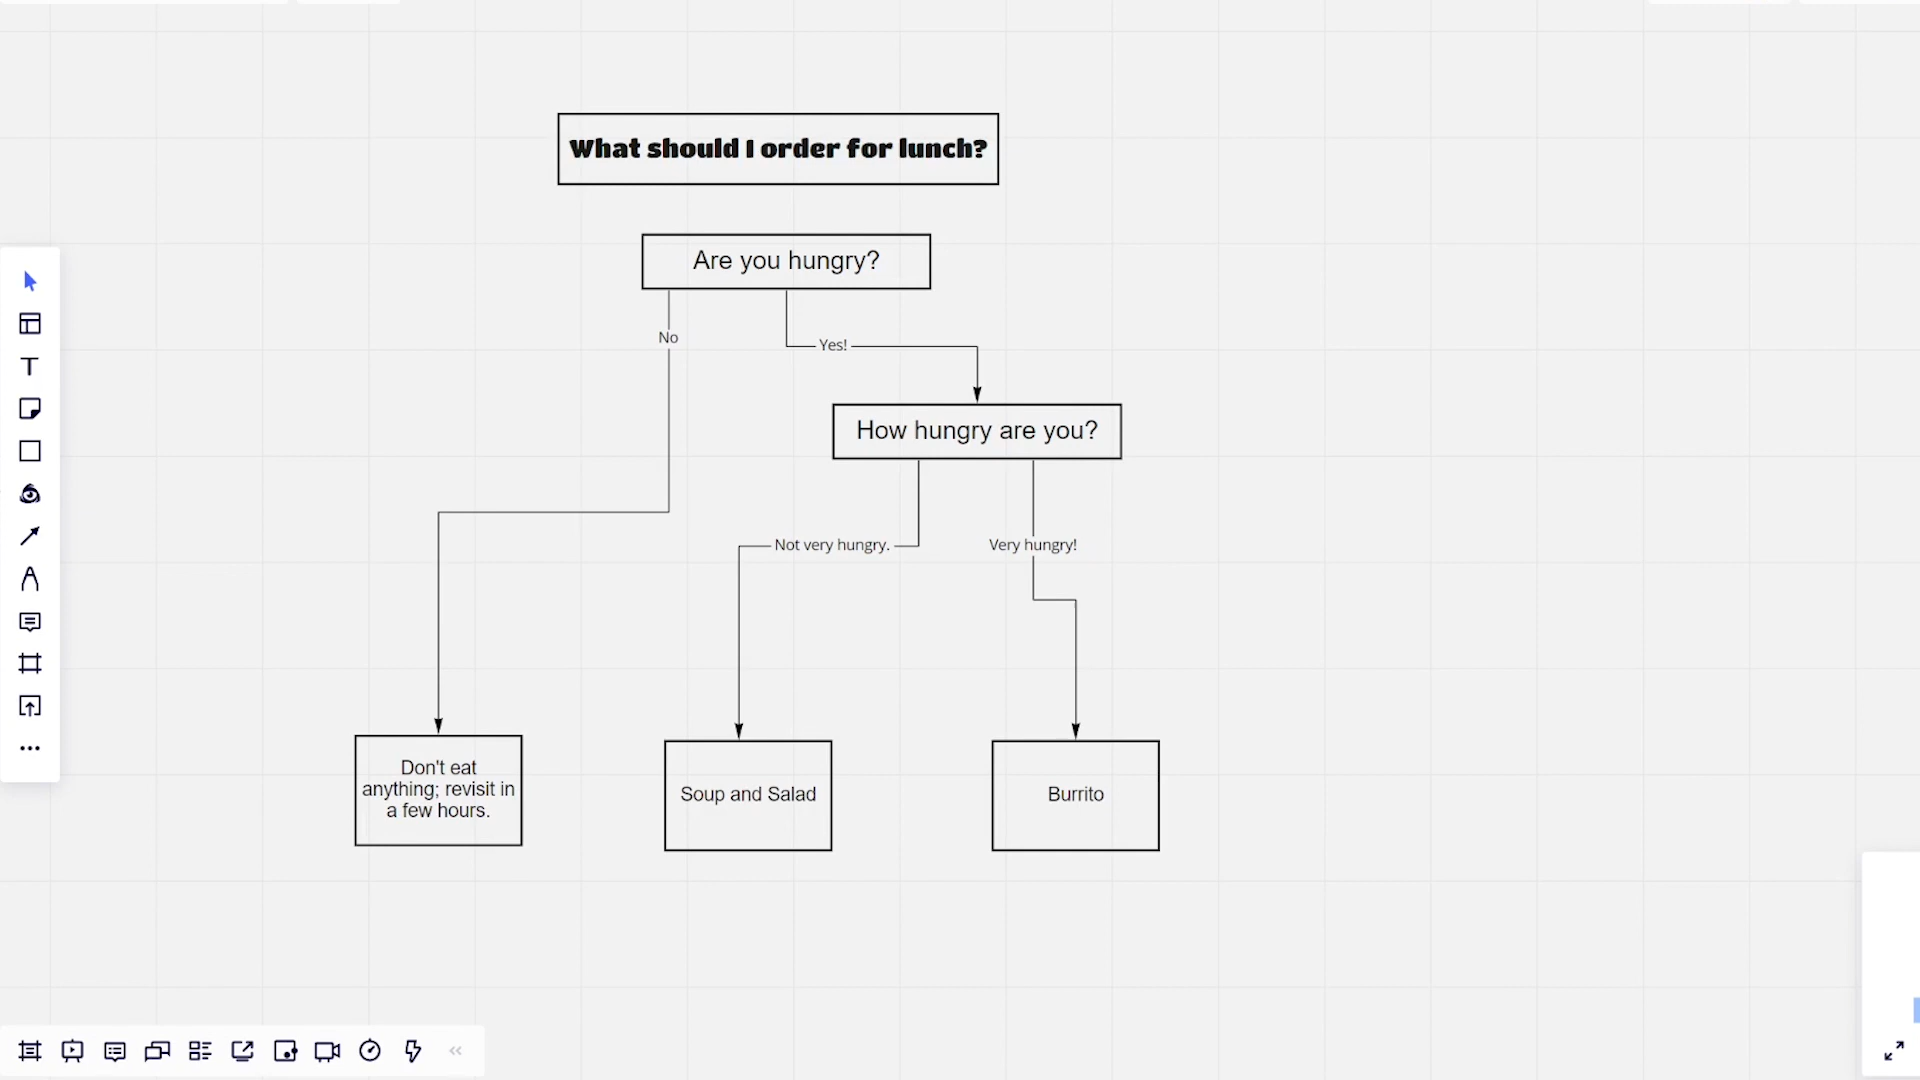 What should I order for lunch?
Are you hungry?
No
Yes!
How hungry are you?
Not very hungry.
Very hungry!
Don't eat
anything; revisit in
a few hours.
Soup and Salad
Burrito